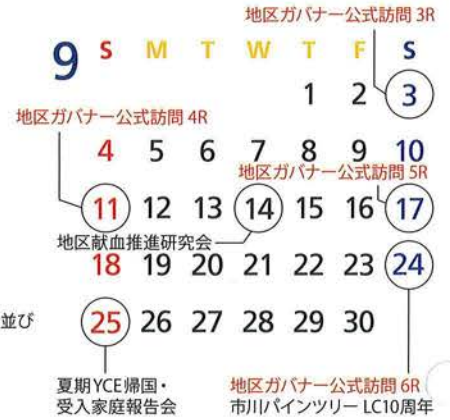 地区ガバナー公式訪問 3R
9 S M T W T F S
1 2 3
地区ガバナー公式訪問 4R
4 5 6 7 8 9 10
地区ガバナー公式訪問 5R
11 12 13 14 15 16 17
地区献血推進研究会
18 19 20 21 22 23 24
並び
25 26 27 28 29 30
夏期YCE帰国・
受入家庭報告会
地区ガバナー公式訪問 6R
市川パインツリー LC10周年